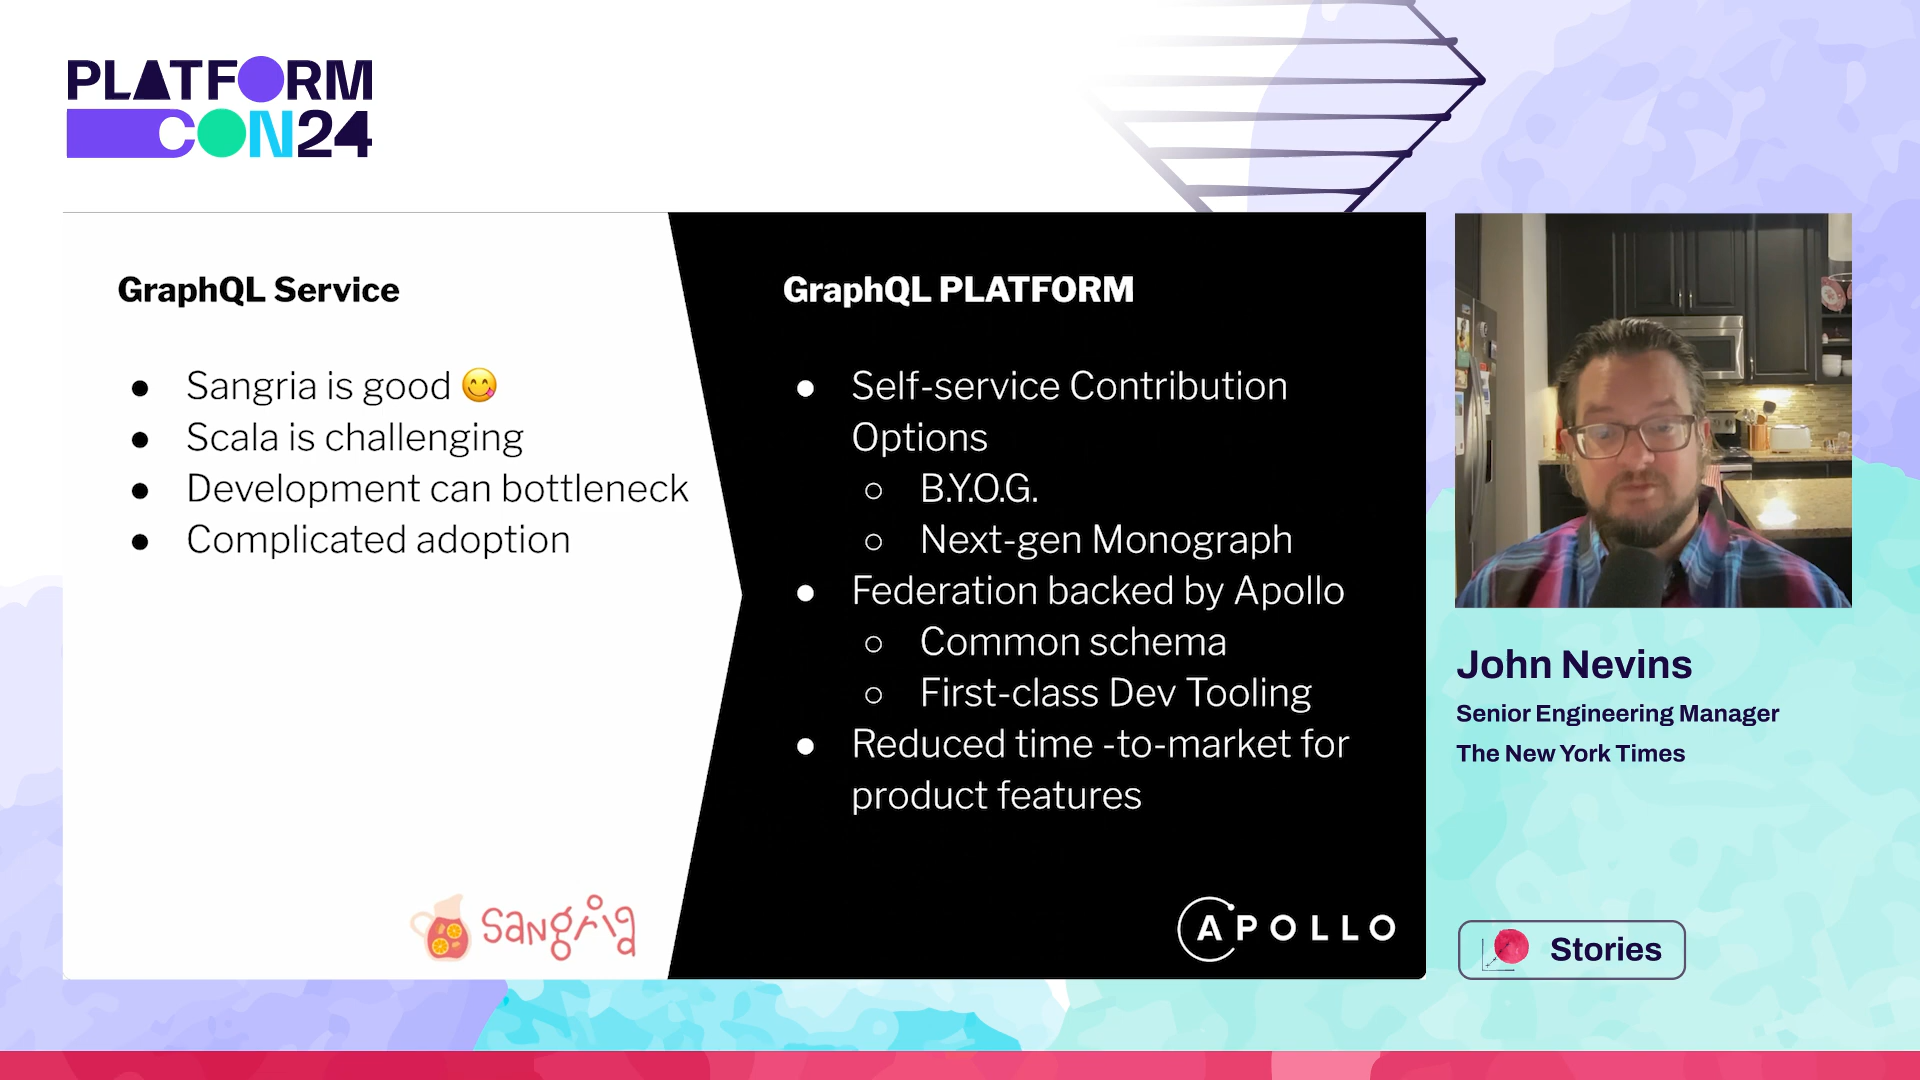 PLATFORM
CON24
GraphQL Service
● Sangria is good 😋
● Scala is challenging
● Development can bottleneck
● Complicated adoption
sangria
GraphQL PLATFORM
● Self-service Contribution
Options
○ B.Y.O.G.
○ Next-gen Monograph
● Federation backed by Apollo
○ Common schema
○ First-class Dev Tooling
● Reduced time -to-market for
product features
APOLLO
John Nevins
Senior Engineering Manager
The New York Times
Stories